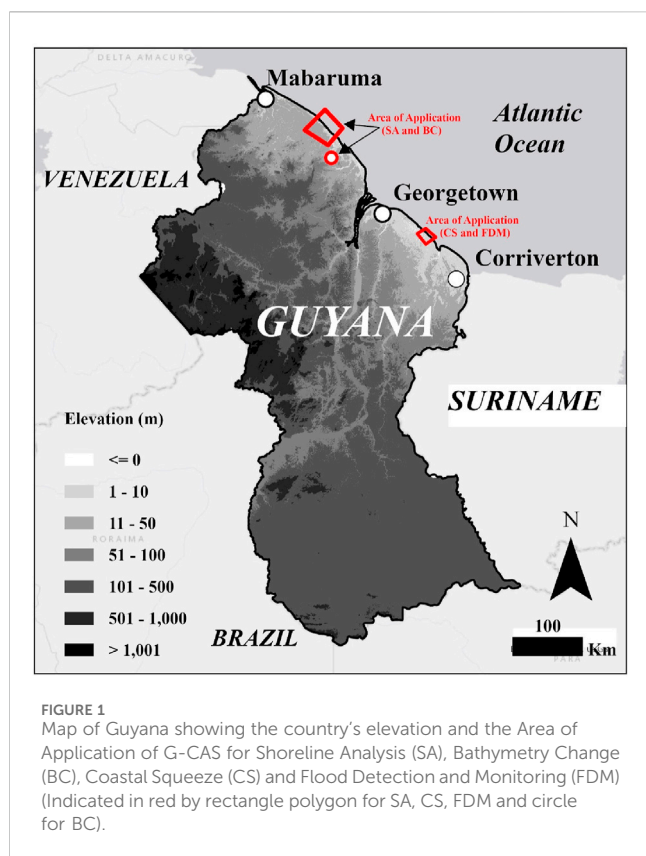 DELTA AMACURO
Mabaruma
Area of Application
(SA and BC)
Atlantic
Ocean
VENEZUELA
Georgetown
Area of Application
(CS and FDM)
Corriverton
GUYANA
SURINAME
Elevation (m)
<= 0
1 - 10
11 - 50
51 - 100
RORAIMA
101 - 500
501 - 1,000
> 1,001
N
BRAZIL
100
Km
PARÁ
FIGURE 1
Map of Guyana showing the country's elevation and the Area of
Application of G-CAS for Shoreline Analysis (SA), Bathymetry Change
(BC), Coastal Squeeze (CS) and Flood Detection and Monitoring (FDM)
(Indicated in red by rectangle polygon for SA, CS, FDM and circle
for BC).